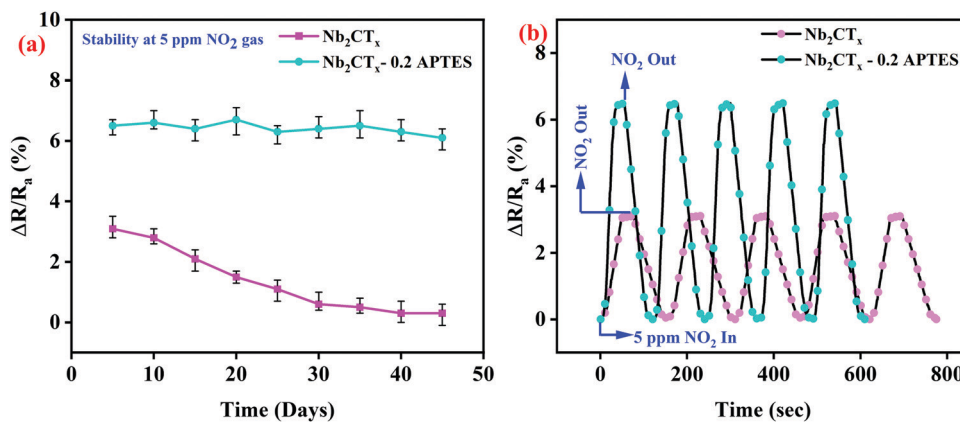 (a)
Stability at 5 ppm NO₂ gas
Nb₂CTₓ
Nb₂CTₓ- 0.2 APTES
ΔR/Rₐ (%)
10
8
6
4
2
0
0 10 20 30 40 50
Time (Days)
(b)
Nb₂CTₓ
Nb₂CTₓ - 0.2 APTES
NO₂ Out
NO₂ Out
5 ppm NO₂ In
ΔR/Rₐ (%)
8
6
4
2
0
0 200 400 600 800
Time (sec)